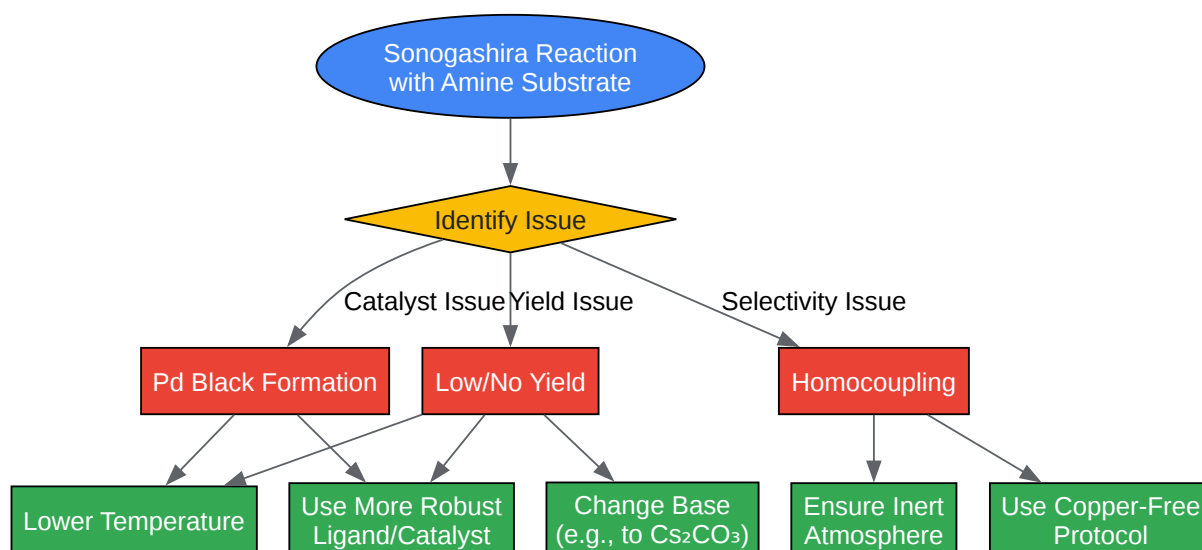 Sonogashira Reaction
with Amine Substrate
Identify Issue
Catalyst Issue
Yield Issue
Selectivity Issue
Pd Black Formation
Low/No Yield
Homocoupling
Lower Temperature
Use More Robust
Ligand/Catalyst
Change Base
(e.g., to Cs₂CO₃)
Ensure Inert
Atmosphere
Use Copper-Free
Protocol